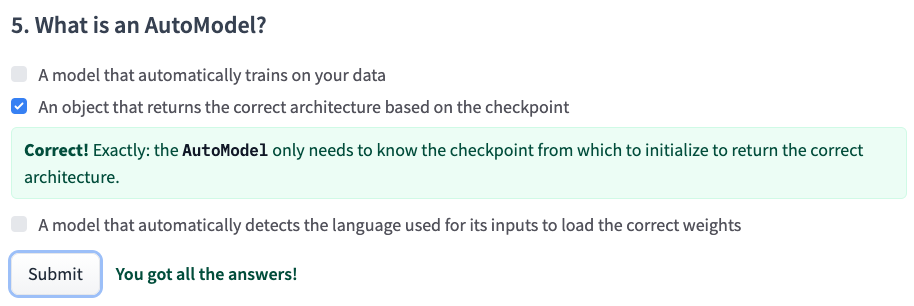 5. What is an AutoModel?
A model that automatically trains on your data
An object that returns the correct architecture based on the checkpoint
Correct! Exactly: the AutoModel only needs to know the checkpoint from which to initialize to return the correct
architecture.
A model that automatically detects the language used for its inputs to load the correct weights
Submit You got all the answers!